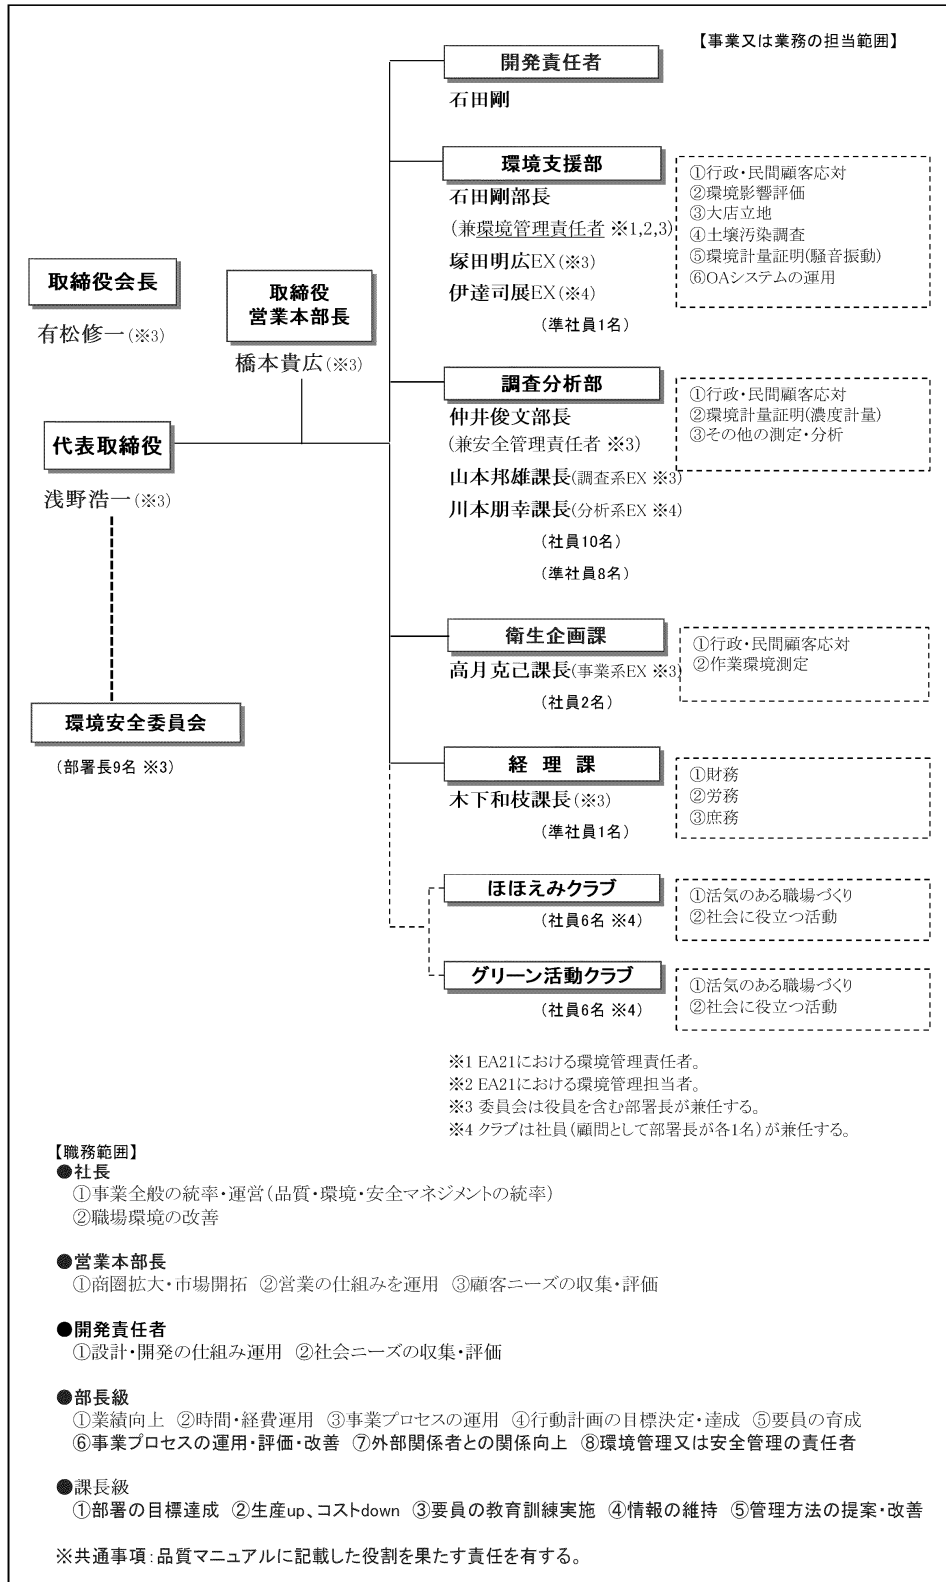 【事業又は業務の担当範囲】
開発責任者
石田剛
環境支援部
石田剛部長
(兼環境管理責任者 ※1,2,3)
塚田明広EX(※3)
伊達司展EX(※4)
(準社員1名)
①行政・民間顧客応対
②環境影響評価
③大店立地
④土壌汚染調査
⑤環境計量証明(騒音振動)
⑥OAシステムの運用
取締役会長
有松修一(※3)
取締役
営業本部長
橋本貴広(※3)
代表取締役
浅野浩一(※3)
調査分析部
仲井俊文部長
(兼安全管理責任者 ※3)
山本邦雄課長(調査系EX ※3)
川本朋幸課長(分析系EX ※4)
(社員10名)
(準社員8名)
①行政・民間顧客応対
②環境計量証明(濃度計量)
③その他の測定・分析
衛生企画課
高月克己課長(事業系EX ※3)
(社員2名)
①行政・民間顧客応対
②作業環境測定
環境安全委員会
(部署長9名 ※3)
経 理 課
木下和枝課長(※3)
(準社員1名)
①財務
②労務
③庶務
ほほえみクラブ
(社員6名 ※4)
①活気のある職場づくり
②社会に役立つ活動
グリーン活動クラブ
(社員6名 ※4)
①活気のある職場づくり
②社会に役立つ活動
※1 EA21における環境管理責任者。
※2 EA21における環境管理担当者。
※3 委員会は役員を含む部署長が兼任する。
※4 クラブは社員(顧問として部署長が各1名)が兼任する。
【職務範囲】
●社長
①事業全般の統率・運営(品質・環境・安全マネジメントの統率)
②職場環境の改善
●営業本部長
①商圏拡大・市場開拓 ②営業の仕組みを運用 ③顧客ニーズの収集・評価
●開発責任者
①設計・開発の仕組み運用 ②社会ニーズの収集・評価
●部長級
①業績向上 ②時間・経費運用 ③事業プロセスの運用 ④行動計画の目標決定・達成 ⑤要員の育成
⑥事業プロセスの運用・評価・改善 ⑦外部関係者との関係向上 ⑧環境管理又は安全管理の責任者
●課長級
①部署の目標達成 ②生産up、コストdown ③要員の教育訓練実施 ④情報の維持 ⑤管理方法の提案・改善
※共通事項:品質マニュアルに記載した役割を果たす責任を有する。